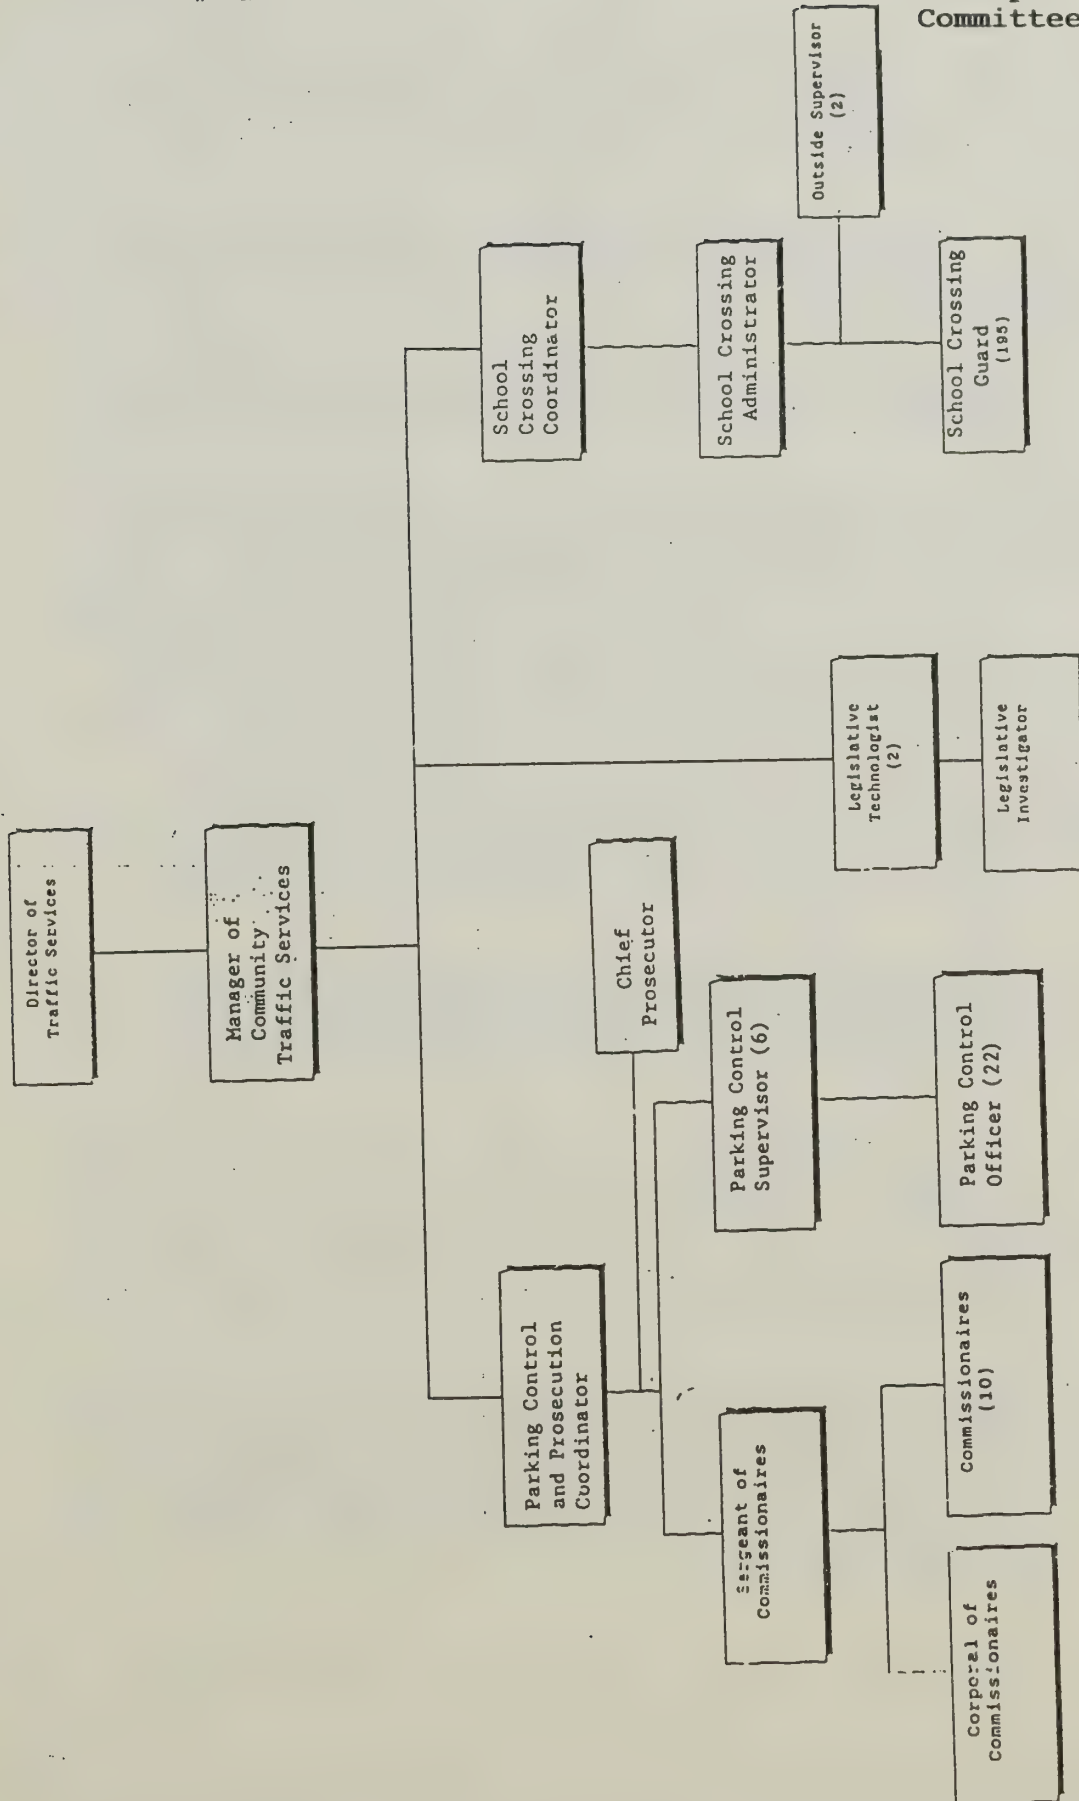 Committee
Director of
Traffic Services
Manager of
Community
Traffic Services
Parking Control
and Prosecution
Coordinator
Chief
Prosecutor
Sergeant of
Commissionaires
Corporal of
Commissionaires
Commissionaires
(10)
Parking Control
Supervisor (6)
Parking Control
Officer (22)
Legislative
Technologist
(2)
Legislative
Investigator
School
Crossing
Coordinator
School Crossing
Administrator
Outside Supervisor
(2)
School Crossing
Guard
(195)